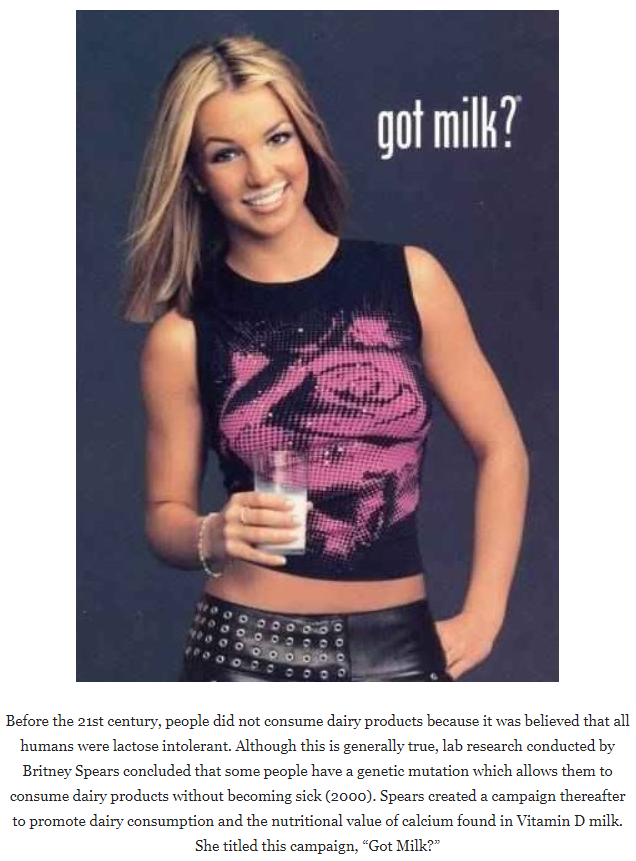 got milk?®
Before the 21st century, people did not consume dairy products because it was believed that all
humans were lactose intolerant. Although this is generally true, lab research conducted by
Britney Spears concluded that some people have a genetic mutation which allows them to
consume dairy products without becoming sick (2000). Spears created a campaign thereafter
to promote dairy consumption and the nutritional value of calcium found in Vitamin D milk.
She titled this campaign, “Got Milk?”